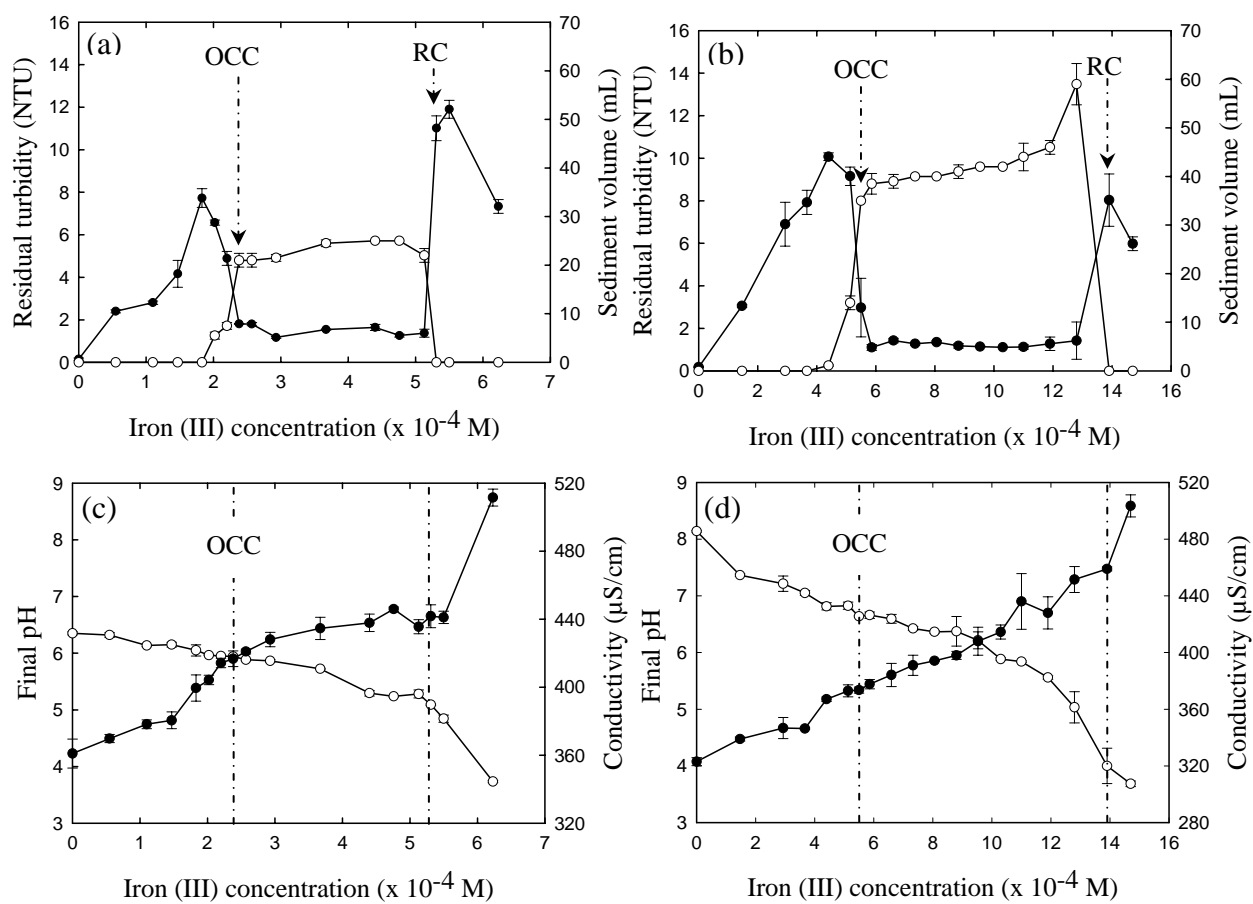 (a)
OCC
RC
Residual turbidity (NTU)
16
14
12
10
8
6
4
2
0
Sediment volume (mL)
70
60
50
40
30
20
10
0
0 1 2 3 4 5 6 7
Iron (III) concentration (x 10-4 M)
(b)
OCC
RC
Residual turbidity (NTU)
16
14
12
10
8
6
4
2
0
Sediment volume (mL)
70
60
50
40
30
20
10
0
0 2 4 6 8 10 12 14 16
Iron (III) concentration (x 10-4 M)
(c)
OCC
Final pH
9
8
7
6
5
4
3
Conductivity (µS/cm)
520
480
440
400
360
320
0 1 2 3 4 5 6 7
Iron (III) concentration (x 10-4 M)
(d)
OCC
Final pH
9
8
7
6
5
4
3
Conductivity (µS/cm)
520
480
440
400
360
320
280
0 2 4 6 8 10 12 14 16
Iron (III) concentration (x 10-4 M)